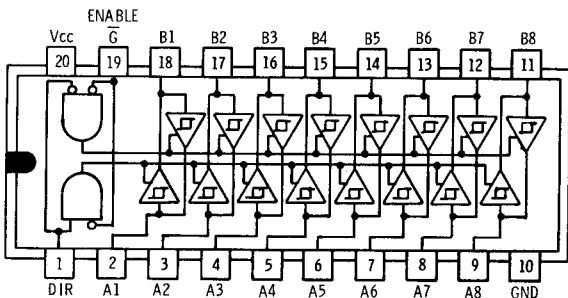 ENABLE
Vcc G̅ B1 B2 B3 B4 B5 B6 B7 B8
20 19 18 17 16 15 14 13 12 11
1 2 3 4 5 6 7 8 9 10
DIR A1 A2 A3 A4 A5 A6 A7 A8 GND